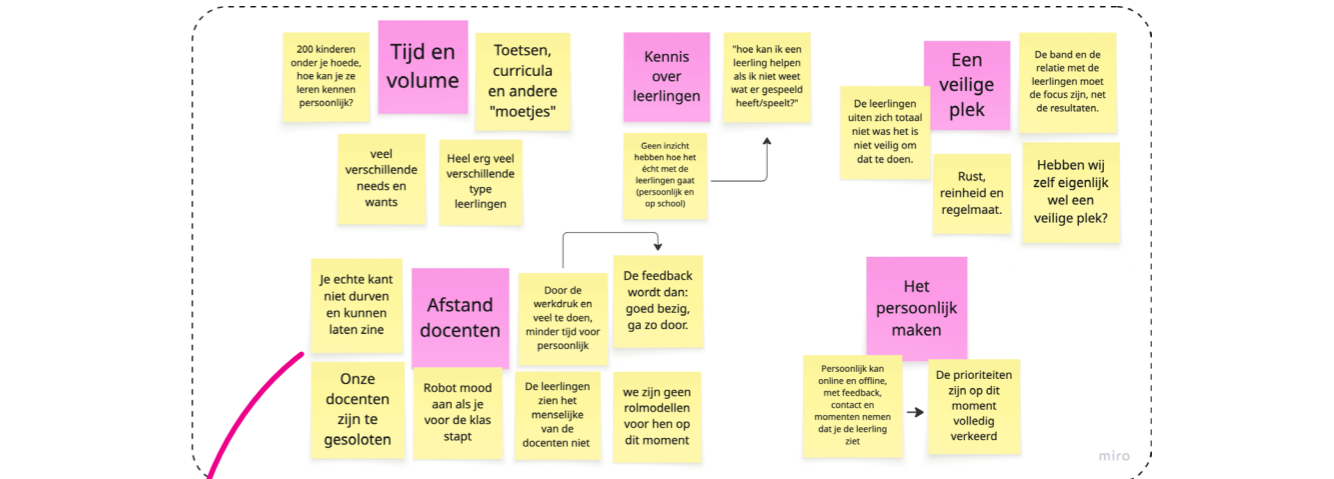 200 kinderen
onder je hoede,
hoe kan je ze
leren kennen
persoonlijk?
Tijd en
volume
Toetsen,
curricula
en andere
"moetjes"
veel
verschillende
needs en
wants
Heel erg veel
verschillende
type
leerlingen
Kennis
over
leerlingen
"hoe kan ik een
leerling helpen
als ik niet weet
wat er gespeeld
heeft/speelt?"
Geen inzicht
hebben hoe het
écht met de
leerlingen gaat
(persoonlijk en
op school)
Een
veilige
plek
De band en de
relatie met de
leerlingen moet
de focus zijn, net
de resultaten.
De leerlingen
uiten zich totaal
niet was het is
niet veilig om
dat te doen.
Rust,
reinheid en
regelmaat.
Hebben wij
zelf eigenlijk
wel een
veilige plek?
Je echte kant
niet durven
en kunnen
laten zine
Afstand
docenten
Door de
werkdruk en
veel te doen,
minder tijd voor
persoonlijk
De feedback
wordt dan:
goed bezig,
ga zo door.
Onze
docenten
zijn te
gesoloten
Robot mood
aan als je
voor de klas
stapt
De leerlingen
zien het
menselijke
van de
docenten niet
we zijn geen
rolmodellen
voor hen op
dit moment
Het
persoonlijk
maken
Persoonlijk kan
online en offline,
met feedback,
contact en
momenten nemen
dat je de leerling
ziet
De prioriteiten
zijn op dit
moment
volledig
verkeerd
miro